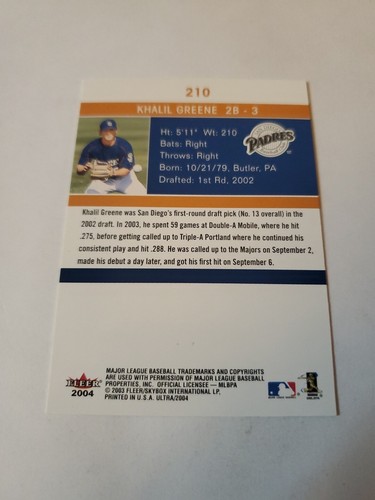 210
KHALIL GREENE 2B - 3
Ht: 5'11" Wt: 210
Bats: Right
Throws: Right
Born: 10/21/79, Butler, PA
Drafted: 1st Rd, 2002
PADRES
Khalil Greene was San Diego's first-round draft pick (No. 13 overall) in the
2002 draft. In 2003, he spent 59 games at Double-A Mobile, where he hit
.275, before getting called up to Triple-A Portland where he continued his
consistent play and hit .288. He was called up to the Majors on September 2,
made his debut a day later, and got his first hit on September 6.
FLEER
2004
MAJOR LEAGUE BASEBALL TRADEMARKS AND COPYRIGHTS
ARE USED WITH PERMISSION OF MAJOR LEAGUE BASEBALL
PROPERTIES, INC. OFFICIAL LICENSEE — MLBPA
© 2003 FLEER/SKYBOX INTERNATIONAL LP.
PRINTED IN U.S.A. ULTRA/2004